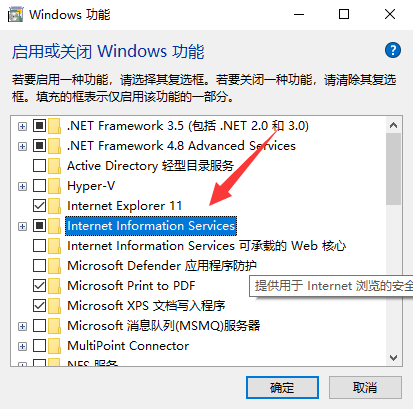 Windows 功能
启用或关闭 Windows 功能
若要启用一种功能，请选择其复选框。若要关闭一种功能，请清除其复选
框。填充的框表示仅启用该功能的一部分。
.NET Framework 3.5 (包括 .NET 2.0 和 3.0)
.NET Framework 4.8 Advanced Services
Active Directory 轻型目录服务
Hyper-V
Internet Explorer 11
Internet Information Services
Internet Information Services 可承载的 Web 核心
Microsoft Defender 应用程序防护
Microsoft Print to PDF
提供用于 Internet 浏览的安全
Microsoft XPS 文档写入程序
Microsoft 消息队列(MSMQ)服务器
MultiPoint Connector
NFS 服务
确定
取消